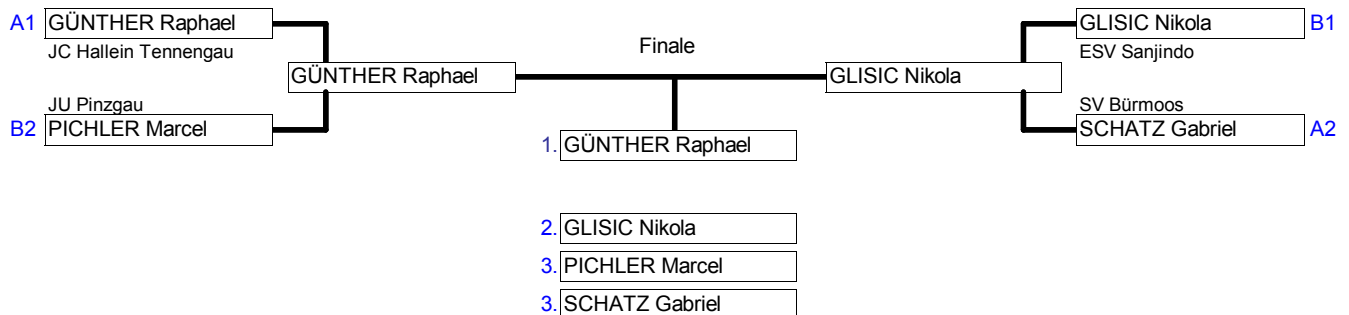 A1 GÜNTHER Raphael
JC Hallein Tennengau
GÜNTHER Raphael
JU Pinzgau
B2 PICHLER Marcel
Finale
GLISIC Nikola B1
ESV Sanjindo
GLISIC Nikola
SV Bürmoos
SCHATZ Gabriel A2
1. GÜNTHER Raphael
2. GLISIC Nikola
3. PICHLER Marcel
3. SCHATZ Gabriel